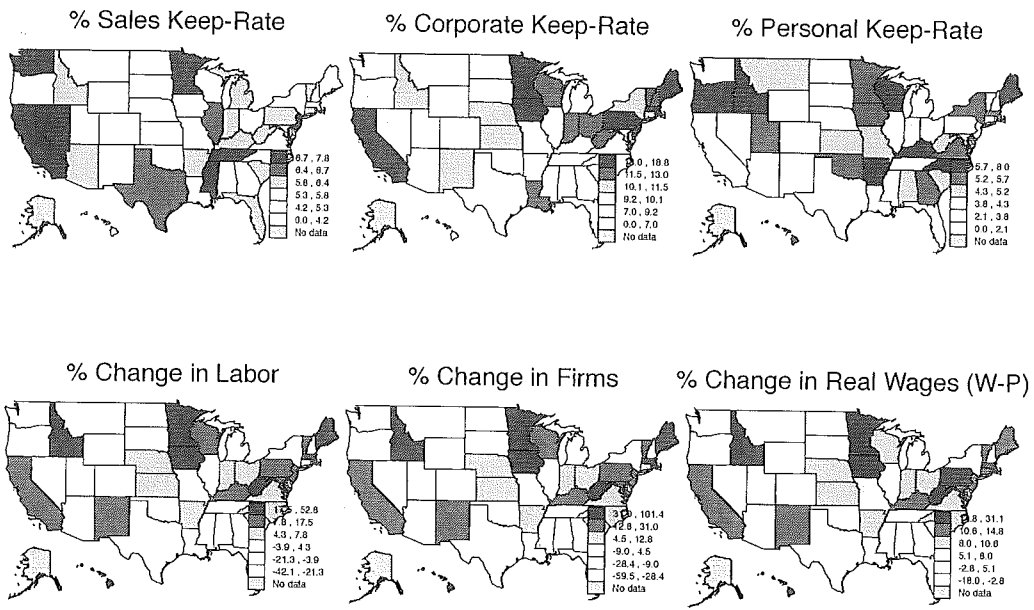 % Sales Keep-Rate
% Corporate Keep-Rate
% Personal Keep-Rate
6.7 , 7.8
6.4 , 6.7
5.8 , 6.4
5.3 , 5.8
4.2 , 5.3
0.0 , 4.2
No data
18.8
11.5 , 13.0
10.1 , 11.5
9.2 , 10.1
7.0 , 9.2
0.0 , 7.0
No data
5.7 , 8.0
5.2 , 5.7
4.3 , 5.2
3.8 , 4.3
2.1 , 3.8
0.0 , 2.1
No data
% Change in Labor
% Change in Firms
% Change in Real Wages (W-P)
52.8
7.8 , 17.5
4.3 , 7.8
-3.9 , 4.3
-21.3 , -3.9
-42.1 , -21.3
No data
101.4
12.8 , 31.0
4.5 , 12.8
-9.0 , 4.5
-28.4 , -9.0
-59.5 , -28.4
No data
31.1
10.6 , 14.8
8.0 , 10.6
5.1 , 8.0
-2.8 , 5.1
-18.0 , -2.8
No data